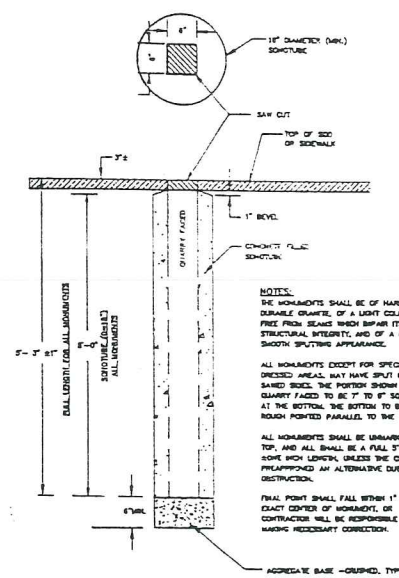 6"
6"
18" DIAMETER (MIN.)
SONOTUBE
SAW CUT
TOP OF SOD
OR SIDEWALK
3"±
1" BEVEL
QUARRY FACED
CONCRETE FILLED
SONOTUBE
5'- 3" ±1"
FULL LENGTH FOR ALL MONUMENTS
5'-0"
ALL MONUMENTS
6"MIN.
NOTES:
THE MONUMENTS SHALL BE OF HARD
DURABLE GRANITE, OF A LIGHT COL
FREE FROM SEAMS WHICH IMPAIR IT
STRUCTURAL INTEGRITY, AND OF A
SMOOTH SPLITTING APPEARANCE.
ALL MONUMENTS EXCEPT FOR SPEC
DRESSED AREAS, MAY HAVE SPLIT
SAWED SIDES. THE PORTION SHOWN
QUARRY FACED TO BE 7" TO 8" SQ
AT THE BOTTOM. THE BOTTOM TO BE
ROUGH POINTED PARALLEL TO THE
ALL MONUMENTS SHALL BE UNMARK
TOP, AND ALL SHALL BE A FULL 5'
±ONE INCH LENGTH, UNLESS THE C
PREAPPROVED AN ALTERNATIVE DUE
OBSTRUCTION.
FINAL POINT SHALL FALL WITHIN 1"
EXACT CENTER OF MONUMENT, OR
CONTRACTOR WILL BE RESPONSIBLE
MAKING NECESSARY CORRECTION.
AGGREGATE BASE -CRUSHED, TYP